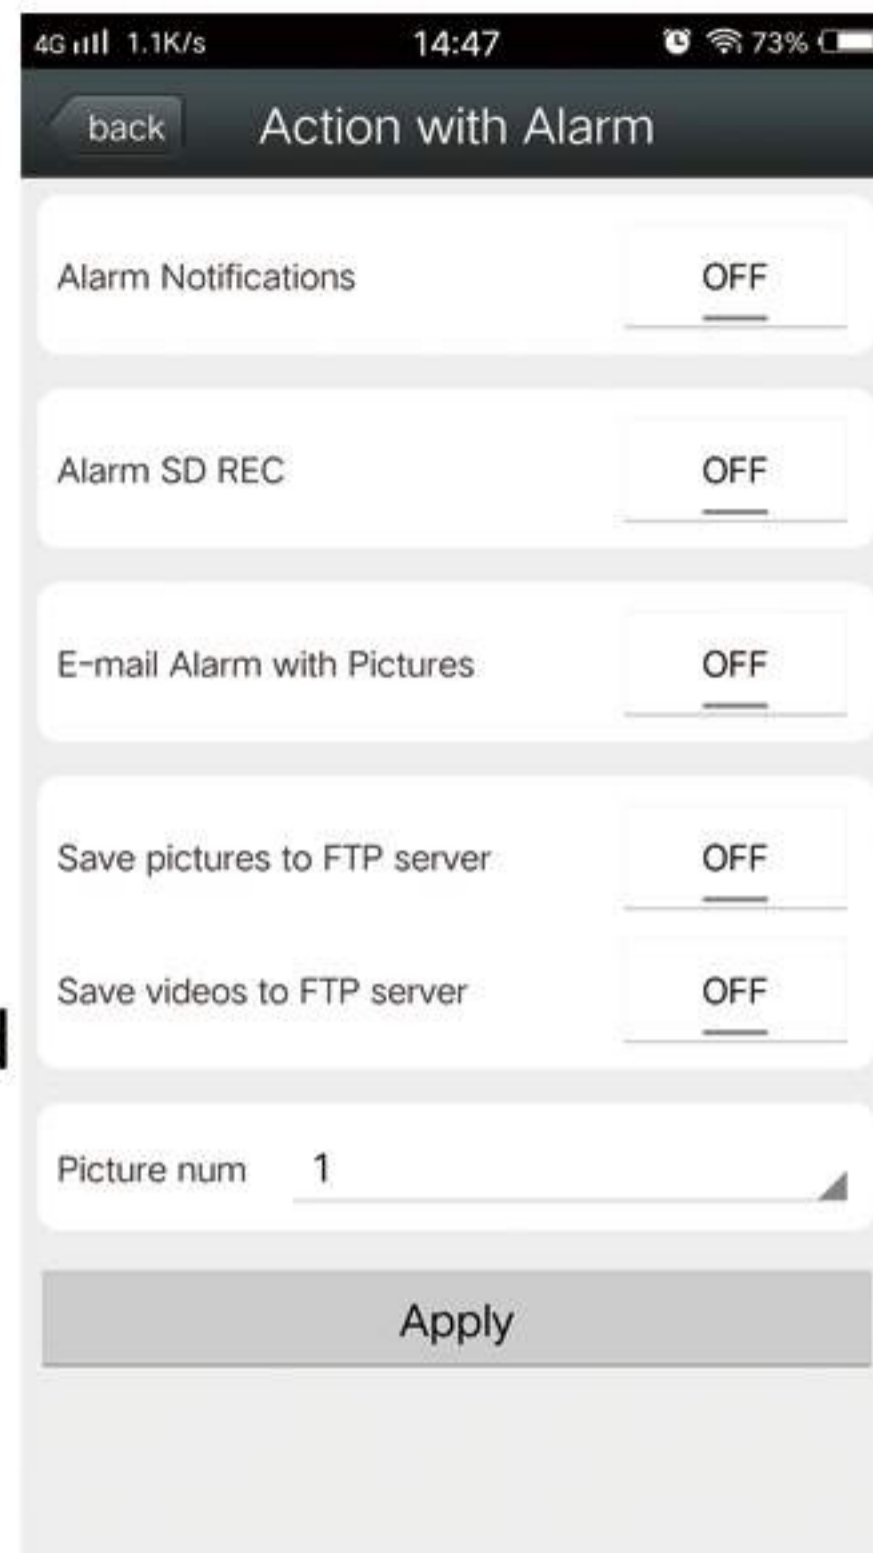 4G 1.1K/s 14:47 73%
back Action with Alarm
Alarm Notifications OFF
Alarm SD REC OFF
E-mail Alarm with Pictures OFF
Save pictures to FTP server OFF
Save videos to FTP server OFF
Picture num 1
Apply